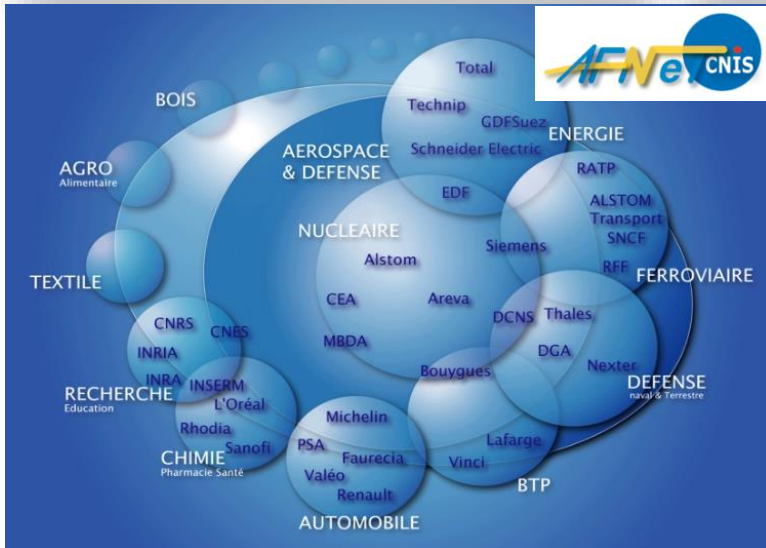 AFNeT CNIS
Total
Technip
GDFSuez
Schneider Electric
EDF
ENERGIE
BOIS
AEROSPACE
& DEFENSE
RATP
ALSTOM
Transport
SNCF
RFF
FERROVIAIRE
AGRO
Alimentaire
NUCLEAIRE
Alstom
Siemens
CEA
Areva
MBDA
Bouygues
TEXTILE
DCNS
Thales
DGA
Nexter
DEFENSE
naval & Terrestre
CNRS
CNES
INRIA
INRA
RECHERCHE
Education
INSERM
L'Oréal
Rhodia
Sanofi
CHIMIE
Pharmacie Santé
Michelin
PSA
Faurecia
Valéo
Renault
AUTOMOBILE
Lafarge
Vinci
BTP